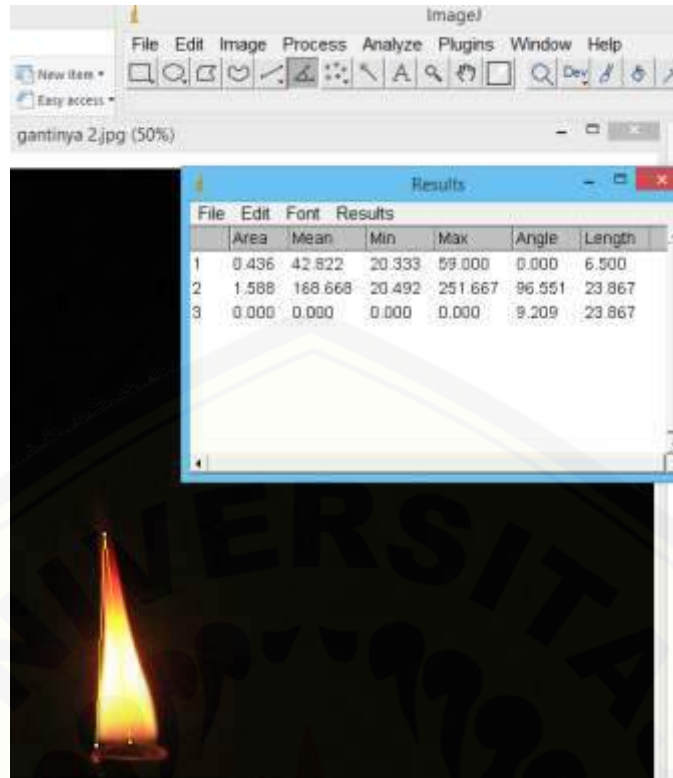 ImageJ
File Edit Image Process Analyze Plugins Window Help
New item
Easy access
A Dev
gantinya 2.jpg (50%)
Results
File Edit Font Results
Area Mean Min Max Angle Length
1 0.436 42.822 20.333 59.000 0.000 6.500
2 1.588 168.668 20.492 251.667 96.551 23.867
3 0.000 0.000 0.000 0.000 9.209 23.867
UNIVERSITA